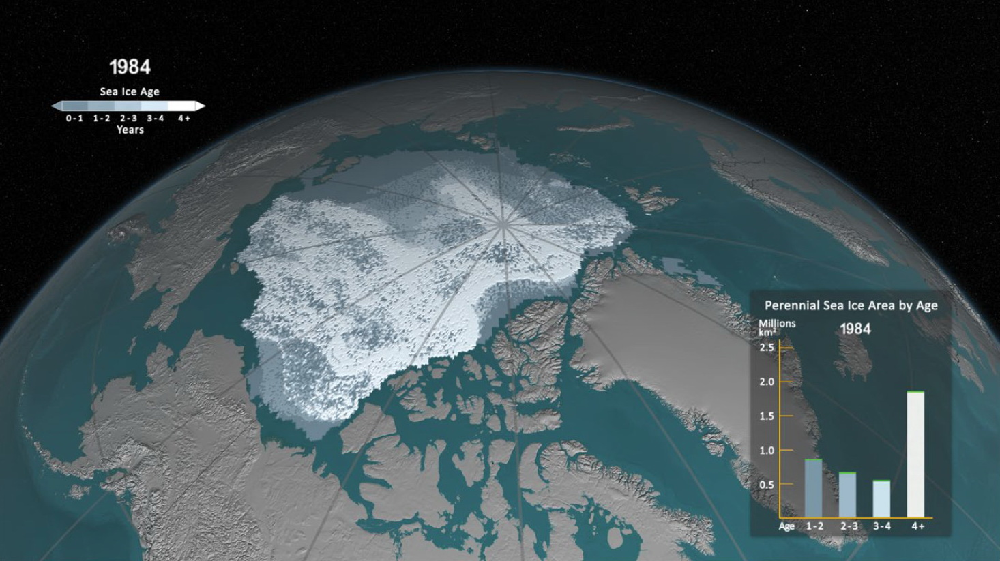 1984
Sea Ice Age
0-1 1-2 2-3 3-4 4+
Years
Perennial Sea Ice Area by Age
Millions
km²
1984
2.5
2.0
1.5
1.0
0.5
Age 1-2 2-3 3-4 4+